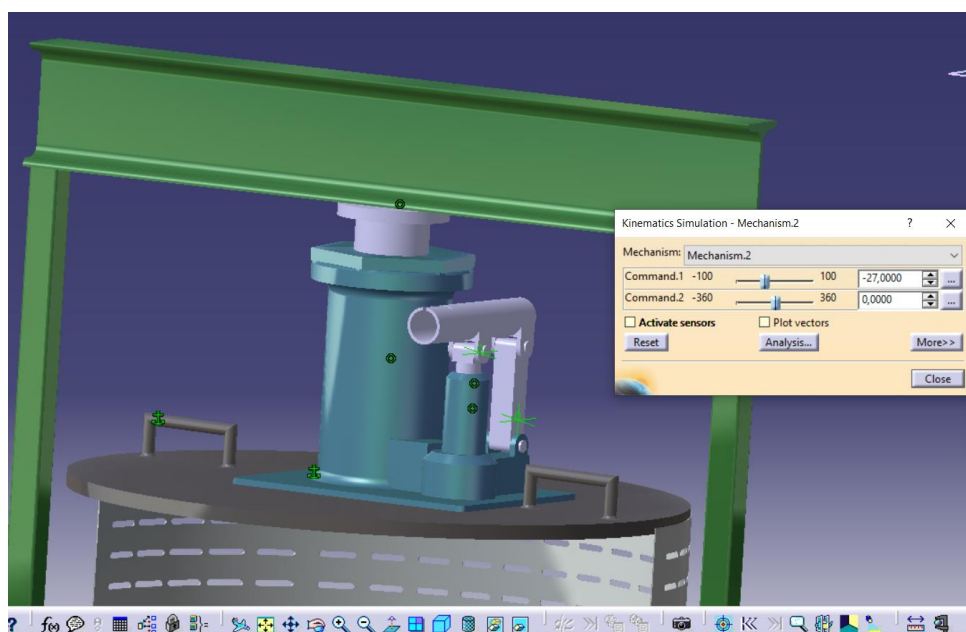 Kinematics Simulation - Mechanism.2 ? ×
Mechanism: Mechanism.2
Command.1 -100 100 -27,0000 ...
Command.2 -360 360 0,0000 ...
Activate sensors Plot vectors
Reset Analysis... More>>
Close
? f(x)